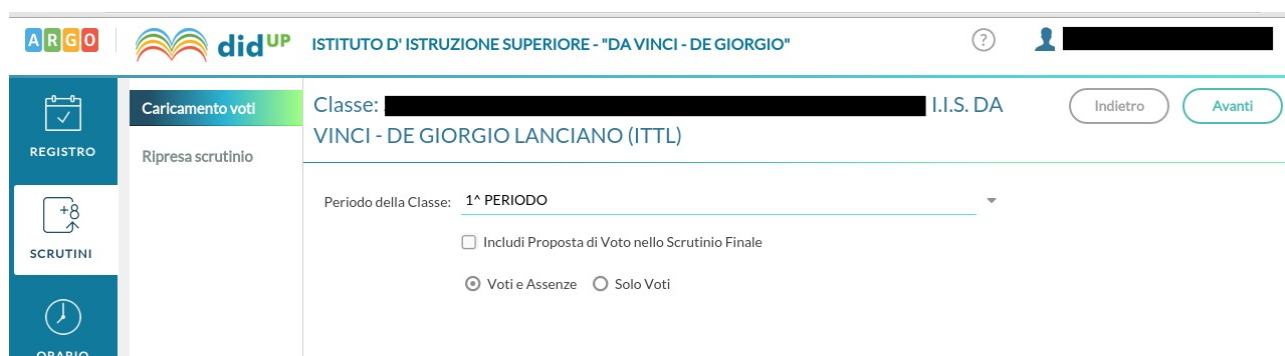 ARGO didUP ISTITUTO D' ISTRUZIONE SUPERIORE - "DA VINCI - DE GIORGIO" ?
REGISTRO
+8
SCRUTINI
ORARIO
Caricamento voti
Ripresa scrutinio
Classe: I.I.S. DA
VINCI - DE GIORGIO LANCIANO (ITTL)
Indietro Avanti
Periodo della Classe: 1^ PERIODO
Includi Proposta di Voto nello Scrutinio Finale
Voti e Assenze Solo Voti